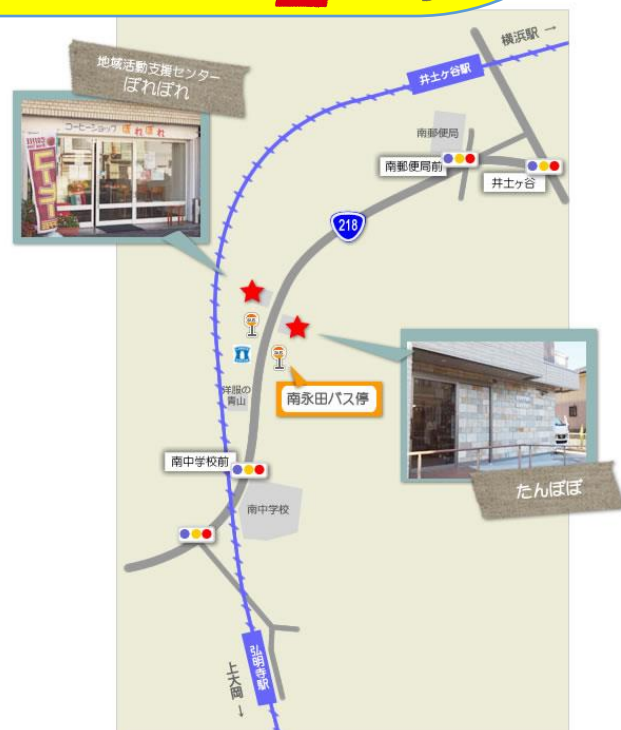 横浜駅 →
井土ヶ谷駅
地域活動支援センター
ぽれぽれ
コーヒーショップ ぽれぽれ
コーヒー
南郵便局
南郵便局前
井土ヶ谷
218
南永田バス停
洋服の
青山
南中学校前
南中学校
たんぽぽ
弘明寺駅
上大岡 ↓